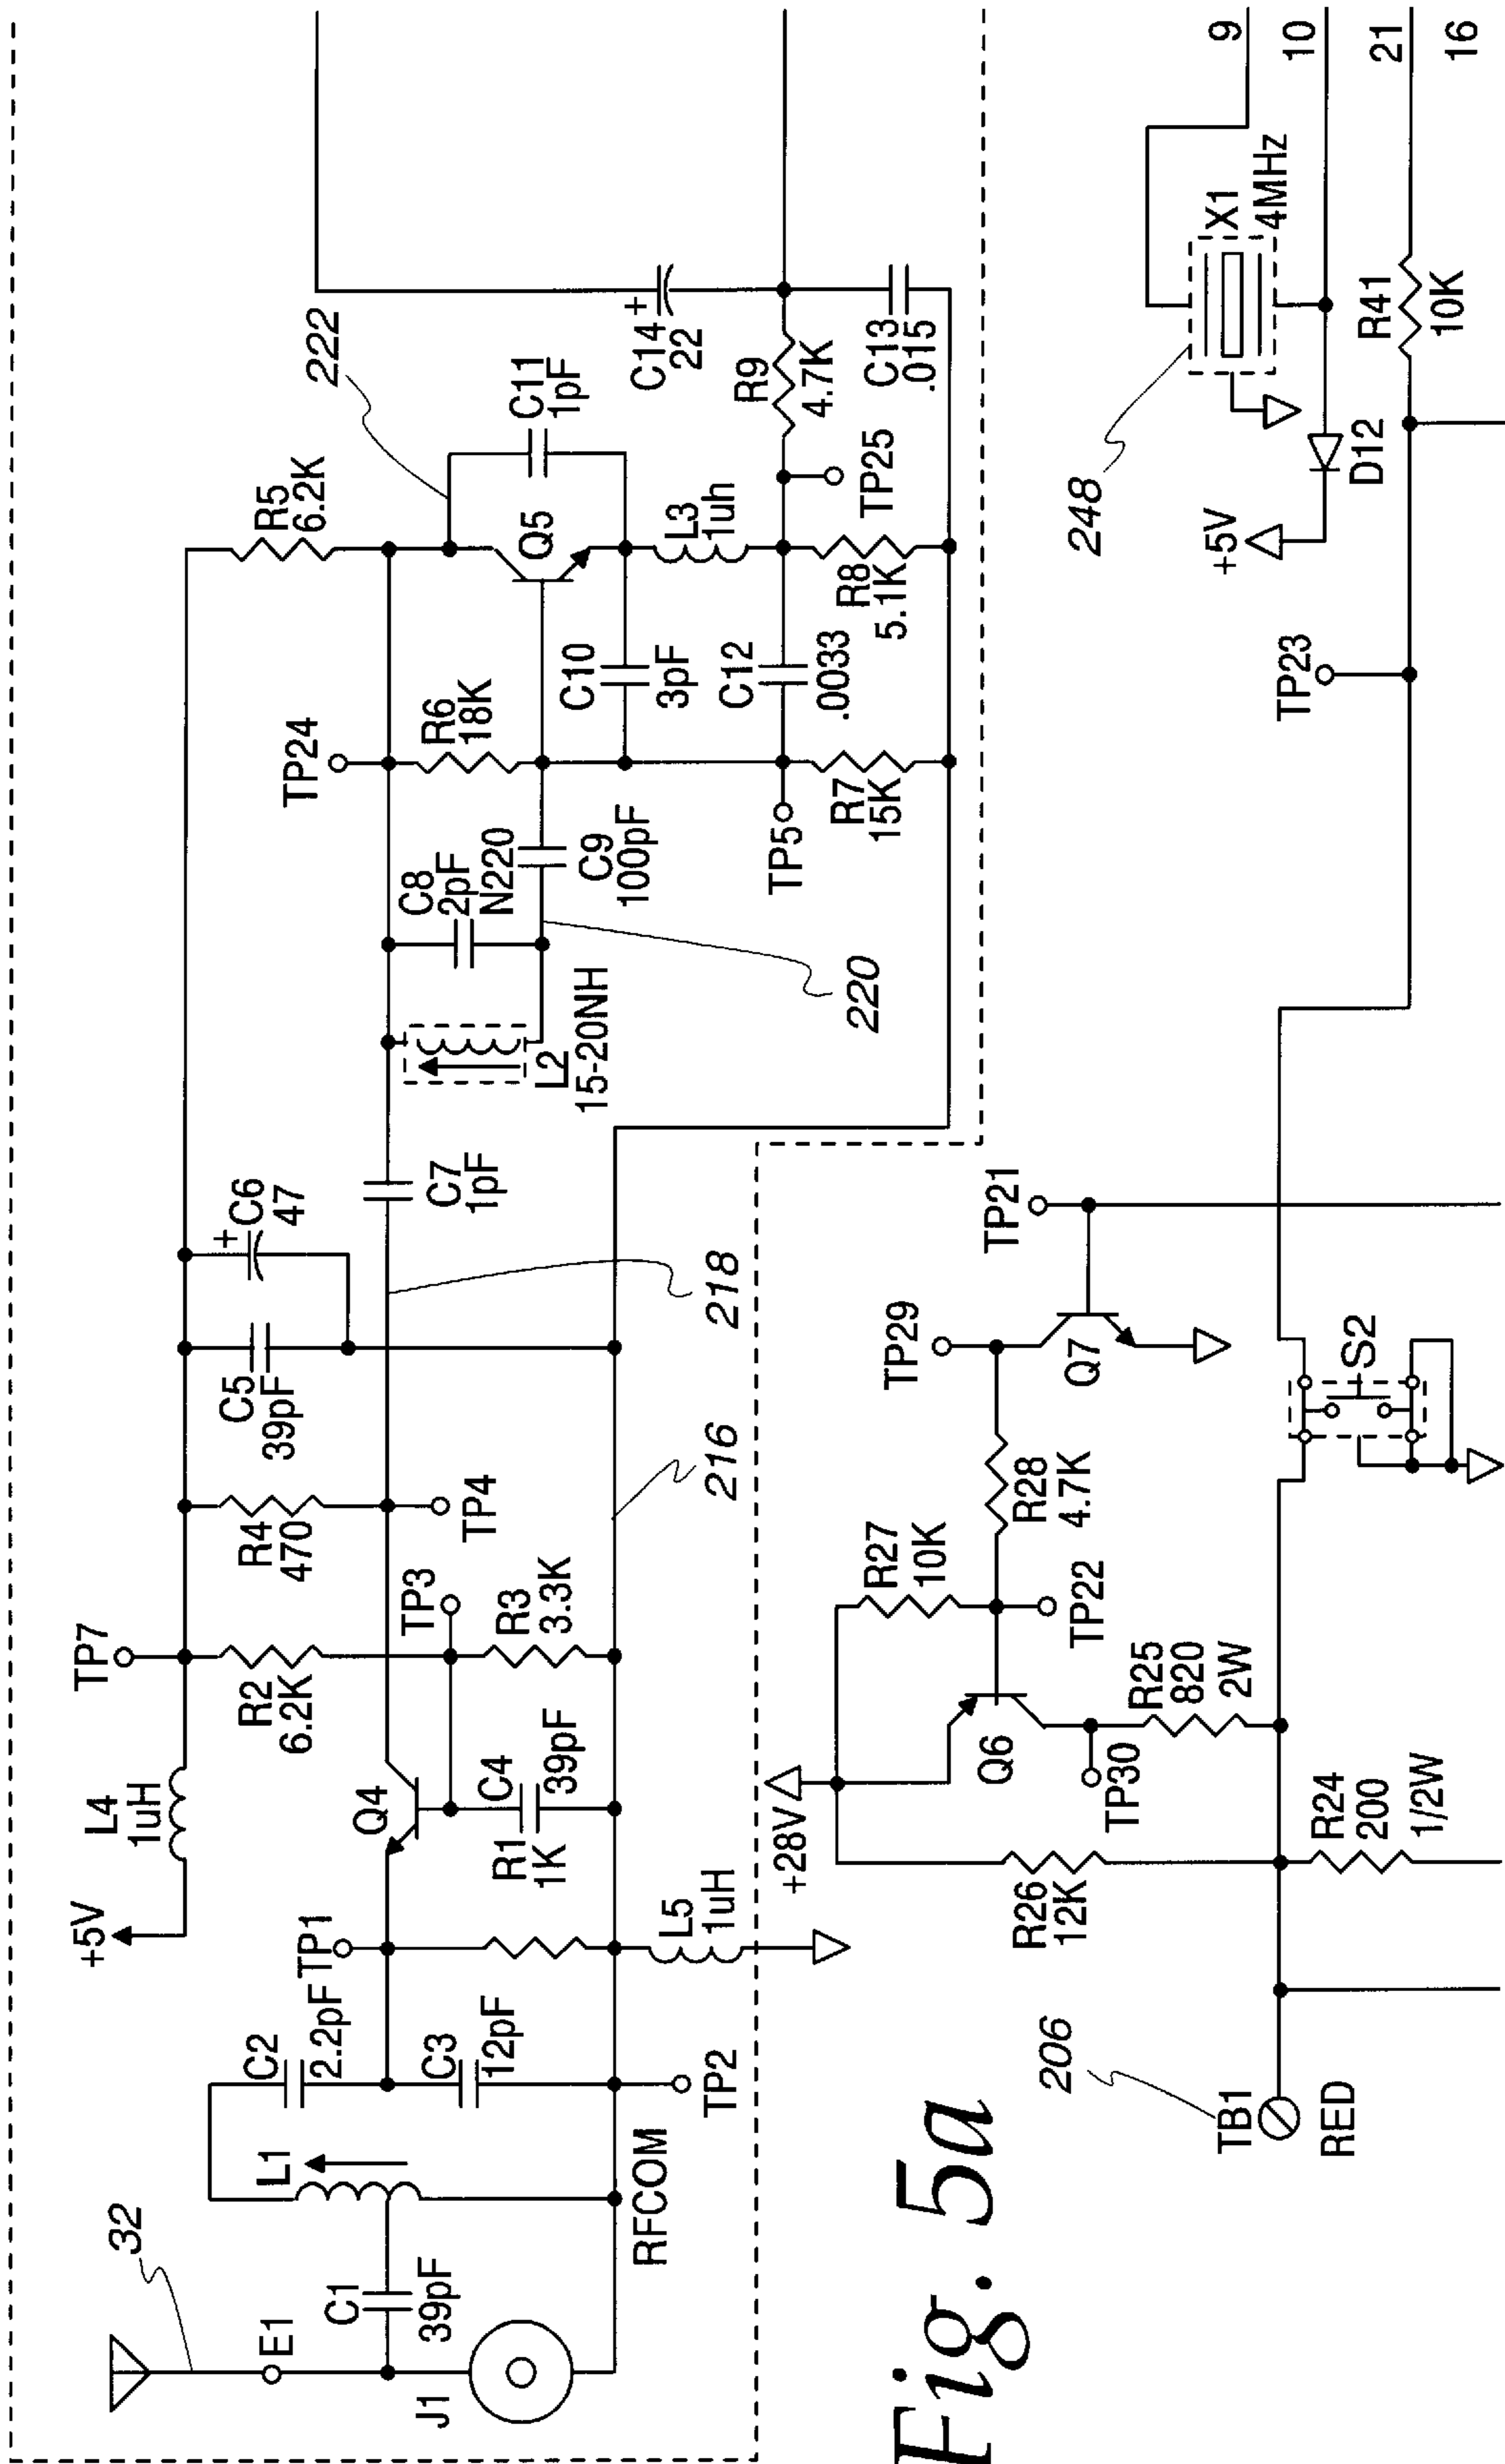 32
E1
J1
C1
39pF
L1
RFCOM
C2
2.2pF
C3
12pF
TP2
+5V
L4
1uH
TP1
R1
1K
L5
1uH
Q4
C4
39pF
TP7
R2
6.2K
TP3
R3
3.3K
R4
470
TP4
216
C5
39pF
C6
47
218
C7
1pF
L2
15-20NH
220
C8
2pF
N220
C9
100pF
TP24
R6
18K
TP5
R7
15K
C10
3pF
C12
.0033
R5
6.2K
Q5
L3
1uh
R8
5.1K
222
C11
1pF
TP25
R9
4.7K
C14
22
+
C13
.015
+
Fig. 5a
206
TB1
RED
+28V
R26
12K
R24
200
1/2W
Q6
TP30
R25
820
2W
R27
10K
TP22
R28
4.7K
TP29
Q7
TP21
S2
TP23
+5V
D12
248
X1
4MHz
R41
10K
9
10
21
16